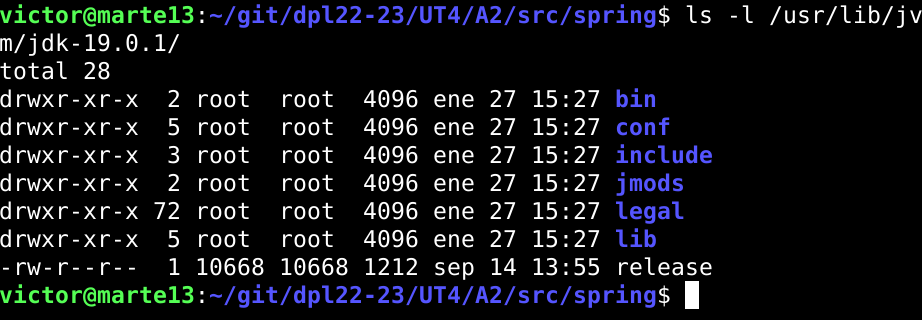 victor@marte13:~/git/dpl22-23/UT4/A2/src/spring$ ls -l /usr/lib/jv
m/jdk-19.0.1/
total 28
drwxr-xr-x  2 root  root  4096 ene 27 15:27 bin
drwxr-xr-x  5 root  root  4096 ene 27 15:27 conf
drwxr-xr-x  3 root  root  4096 ene 27 15:27 include
drwxr-xr-x  2 root  root  4096 ene 27 15:27 jmods
drwxr-xr-x 72 root  root  4096 ene 27 15:27 legal
drwxr-xr-x  5 root  root  4096 ene 27 15:27 lib
-rw-r--r--  1 10668 10668 1212 sep 14 13:55 release
victor@marte13:~/git/dpl22-23/UT4/A2/src/spring$